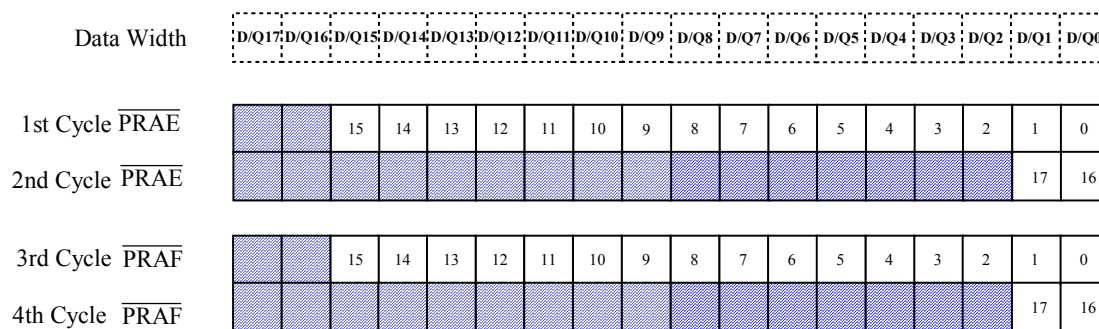 Data Width D/Q17 D/Q16 D/Q15 D/Q14 D/Q13 D/Q12 D/Q11 D/Q10 D/Q9 D/Q8 D/Q7 D/Q6 D/Q5 D/Q4 D/Q3 D/Q2 D/Q1 D/Q0
1st Cycle PRAE 15 14 13 12 11 10 9 8 7 6 5 4 3 2 1 0
2nd Cycle PRAE 17 16
3rd Cycle PRAF 15 14 13 12 11 10 9 8 7 6 5 4 3 2 1 0
4th Cycle PRAF 17 16